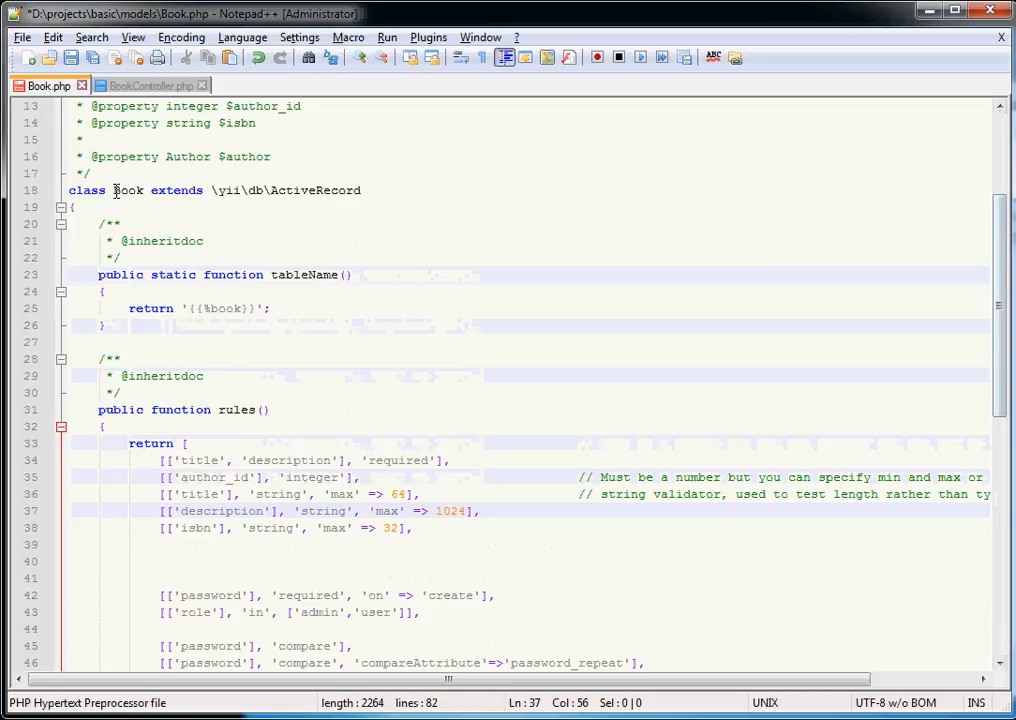 *D:\projects\basic\models\Book.php - Notepad++ [Administrator]
File Edit Search View Encoding Language Settings Macro Run Plugins Window ? X
ABC
Book.php BookController.php
13 * @property integer $author_id
14 * @property string $isbn
15 *
16 * @property Author $author
17 */
18 class Book extends \yii\db\ActiveRecord
19 {
20 /**
21 * @inheritdoc
22 */
23 public static function tableName()
24 {
25 return '{{%book}}';
26 }
27
28 /**
29 * @inheritdoc
30 */
31 public function rules()
32 {
33 return [
34 [['title', 'description'], 'required'],
35 [['author_id'], 'integer'], // Must be a number but you can specify min and max or
36 [['title'], 'string', 'max' => 64], // string validator, used to test length rather than ty
37 [['description'], 'string', 'max' => 1024],
38 [['isbn'], 'string', 'max' => 32],
39
40
41
42 [['password'], 'required', 'on' => 'create'],
43 [['role'], 'in', ['admin','user']],
44
45 [['password'], 'compare'],
46 [['password'], 'compare', 'compareAttribute'=>'password_repeat'],
PHP Hypertext Preprocessor file length : 2264 lines : 82 Ln : 37 Col : 56 Sel : 0 | 0 UNIX UTF-8 w/o BOM INS